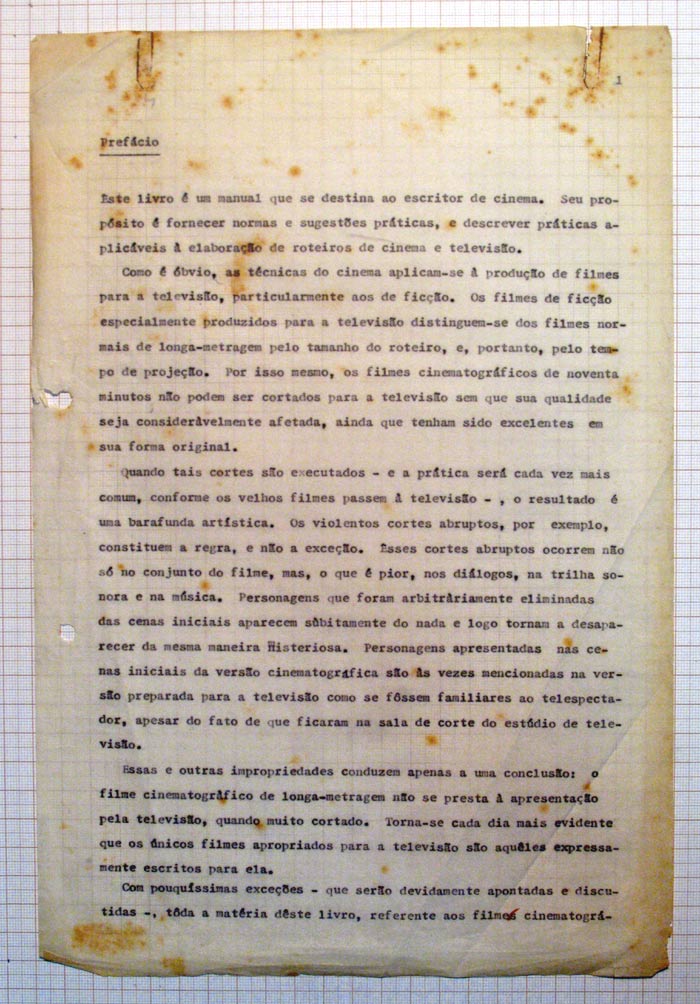 1
Prefácio
Êste livro é um manual que se destina ao escritor de cinema. Seu pro-
pósito é fornecer normas e sugestões práticas, e descrever práticas a-
plicáveis à elaboração de roteiros de cinema e televisão.
Como é óbvio, as técnicas do cinema aplicam-se à produção de filmes
para a televisão, particularmente aos de ficção. Os filmes de ficção
especialmente produzidos para a televisão distinguem-se dos filmes nor-
mais de longa-metragem pelo tamanho do roteiro, e, portanto, pelo tem-
po de projeção. Por isso mesmo, os filmes cinematográficos de noventa
minutos não podem ser cortados para a televisão sem que sua qualidade
seja consideràvelmente afetada, ainda que tenham sido excelentes em
sua forma original.
Quando tais cortes são executados - e a prática será cada vez mais
comum, conforme os velhos filmes passem à televisão - , o resultado é
uma barafunda artística. Os violentos cortes abruptos, por exemplo,
constituem a regra, e não a exceção. Êsses cortes abruptos ocorrem não
só no conjunto do filme, mas, o que é pior, nos diálogos, na trilha so-
nora e na música. Personagens que foram arbitràriamente eliminadas
das cenas iniciais aparecem sùbitamente do nada e logo tornam a desapa-
recer da mesma maneira misteriosa. Personagens apresentadas nas ce-
nas iniciais da versão cinematográfica são às vezes mencionadas na ver-
são preparada para a televisão como se fôssem familiares ao telespecta-
dor, apesar do fato de que ficaram na sala de corte do estúdio de tele-
visão.
Essas e outras impropriedades conduzem apenas a uma conclusão: o
filme cinematográfico de longa-metragem não se presta à apresentação
pela televisão, quando muito cortado. Torna-se cada dia mais evidente
que os únicos filmes apropriados para a televisão são aquêles expressa-
mente escritos para ela.
Com pouquíssimas exceções - que serão devidamente apontadas e discu-
tidas -, tôda a matéria dêste livro, referente aos filmes cinematográ-